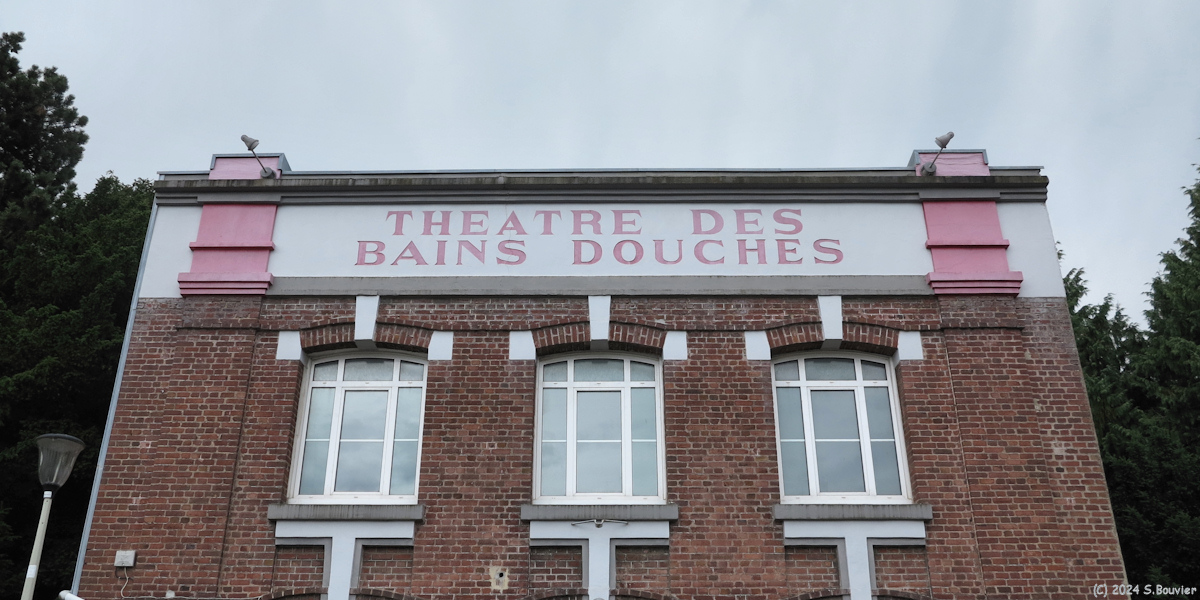 THEATRE DES
BAINS DOUCHES
(C) 2024 S.Bouvier